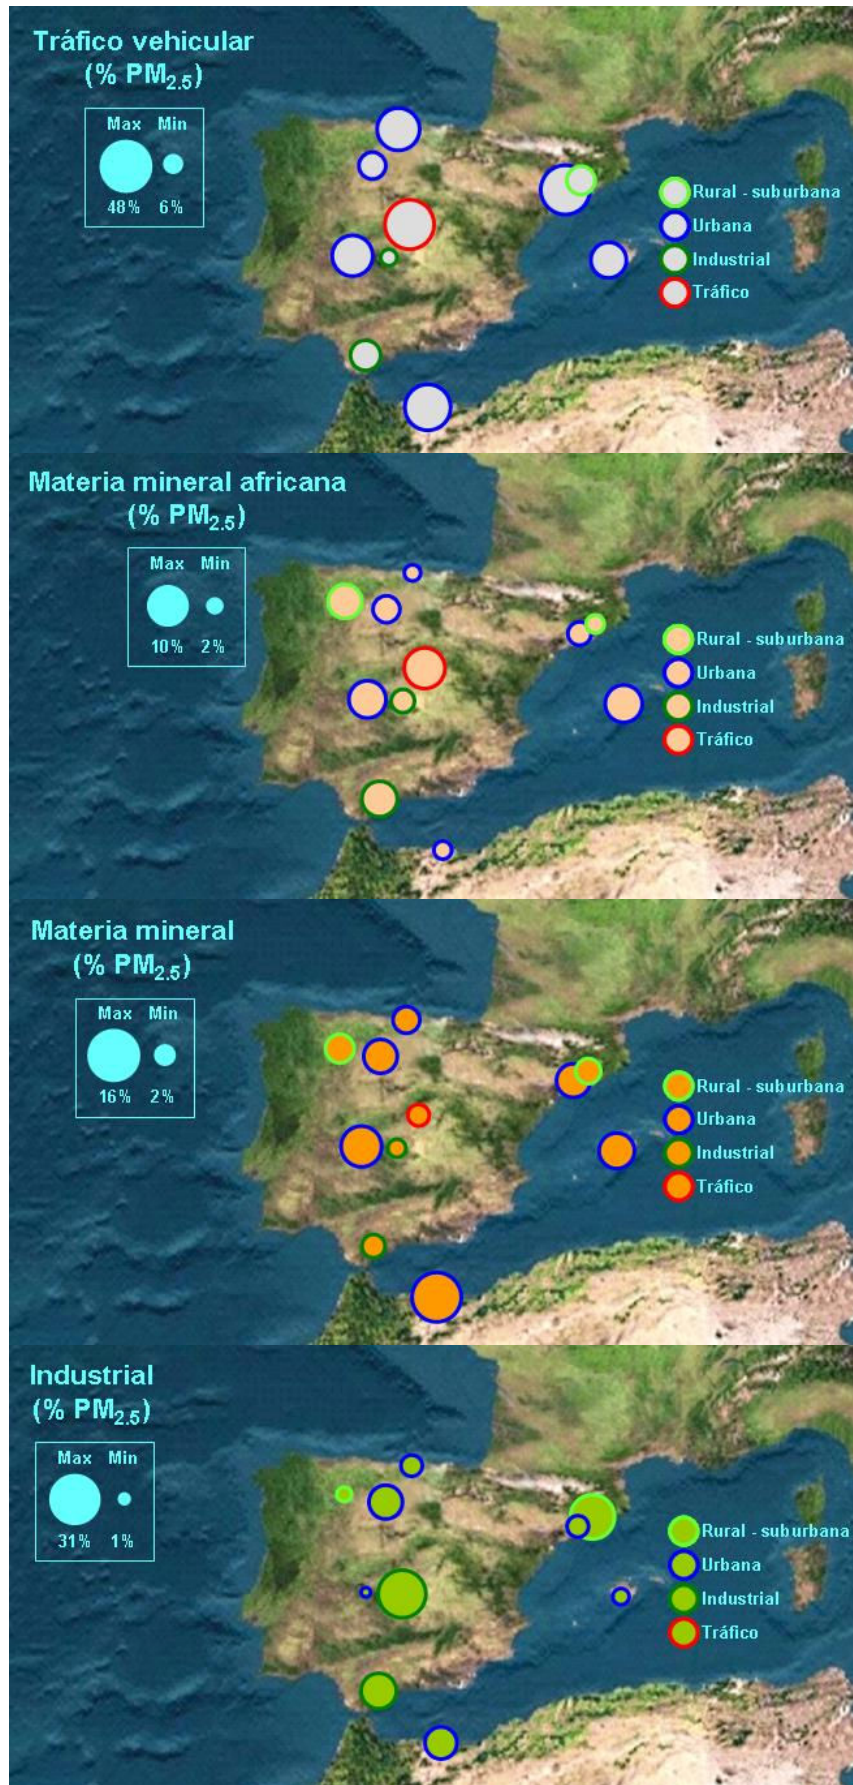 Tráfico vehicular
(% PM2.5)
Max Min
48% 6%
Rural - suburbana
Urbana
Industrial
Tráfico
Materia mineral africana
(% PM2.5)
Max Min
10% 2%
Rural - suburbana
Urbana
Industrial
Tráfico
Materia mineral
(% PM2.5)
Max Min
16% 2%
Rural - suburbana
Urbana
Industrial
Tráfico
Industrial
(% PM2.5)
Max Min
31% 1%
Rural - suburbana
Urbana
Industrial
Tráfico